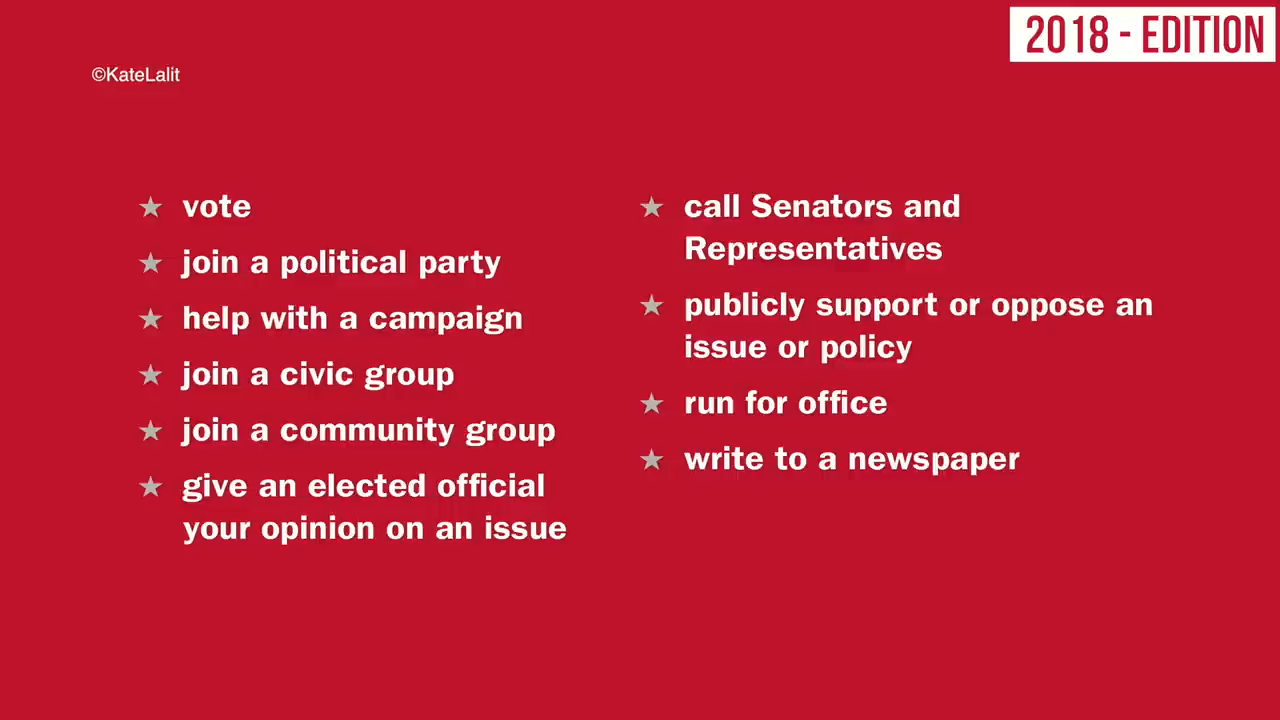 2018 - EDITION
©KateLalit
★ vote
★ join a political party
★ help with a campaign
★ join a civic group
★ join a community group
★ give an elected official
your opinion on an issue
★ call Senators and
Representatives
★ publicly support or oppose an
issue or policy
★ run for office
★ write to a newspaper